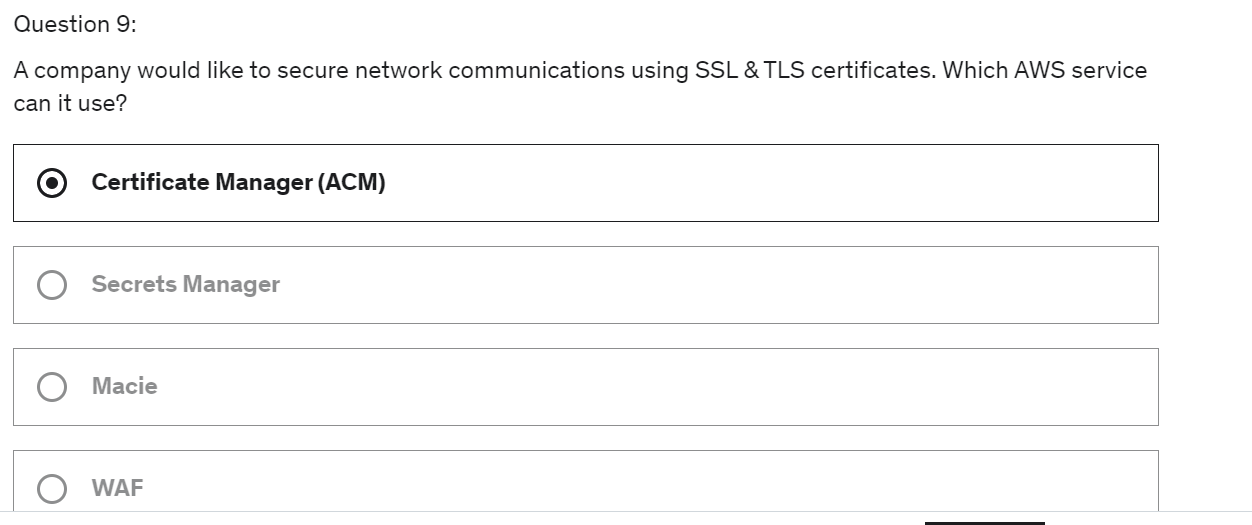 Question 9:
A company would like to secure network communications using SSL & TLS certificates. Which AWS service
can it use?
Certificate Manager (ACM)
Secrets Manager
Macie
WAF